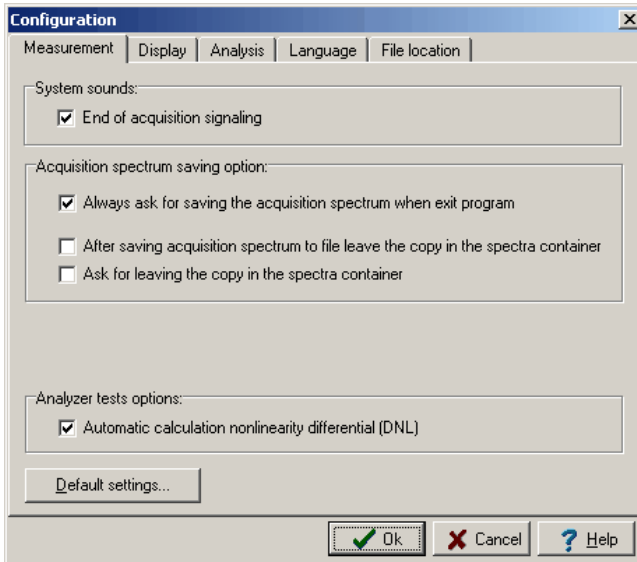 Configuration
Measurement Display Analysis Language File location
System sounds:
End of acquisition signaling
Acquisition spectrum saving option:
Always ask for saving the acquisition spectrum when exit program
After saving acquisition spectrum to file leave the copy in the spectra container
Ask for leaving the copy in the spectra container
Analyzer tests options:
Automatic calculation nonlinearity differential (DNL)
Default settings...
Ok Cancel Help